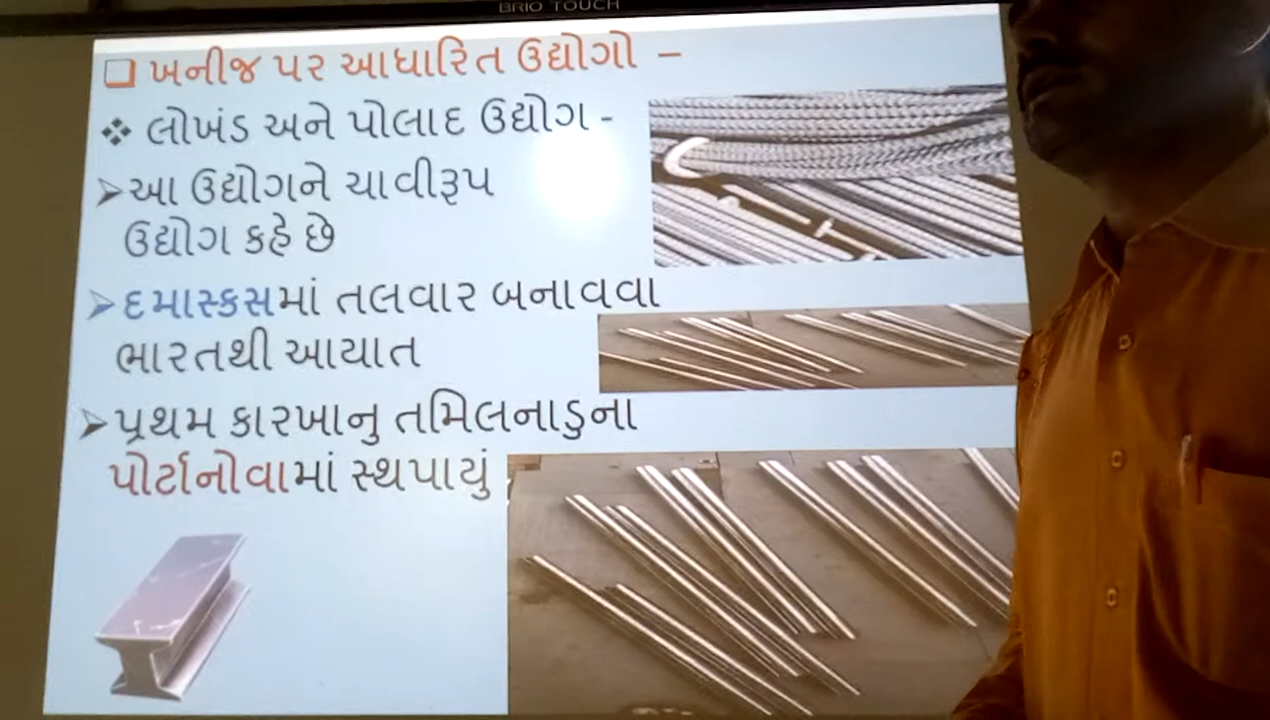 BRIO TOUCH
ખનીજ પર આધારિત ઉદ્યોગો –
લોખંડ અને પોલાદ ઉદ્યોગ -
આ ઉદ્યોગને ચાવીરૂપ
ઉદ્યોગ કહે છે
દમાસ્કસમાં તલવાર બનાવવા
ભારતથી આયાત
પ્રથમ કારખાનુ તમિલનાડુના
પોર્ટાનોવામાં સ્થપાયું